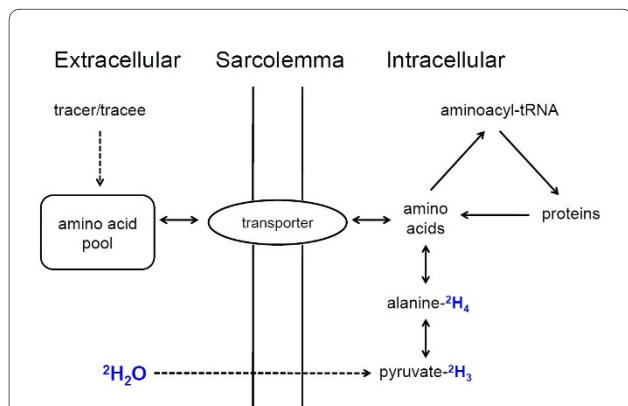 Extracellular Sarcolemma Intracellular
tracer/tracee
aminoacyl-tRNA
amino acid
pool
transporter
amino
acids
proteins
alanine-²H₄
²H₂O
pyruvate-²H₃